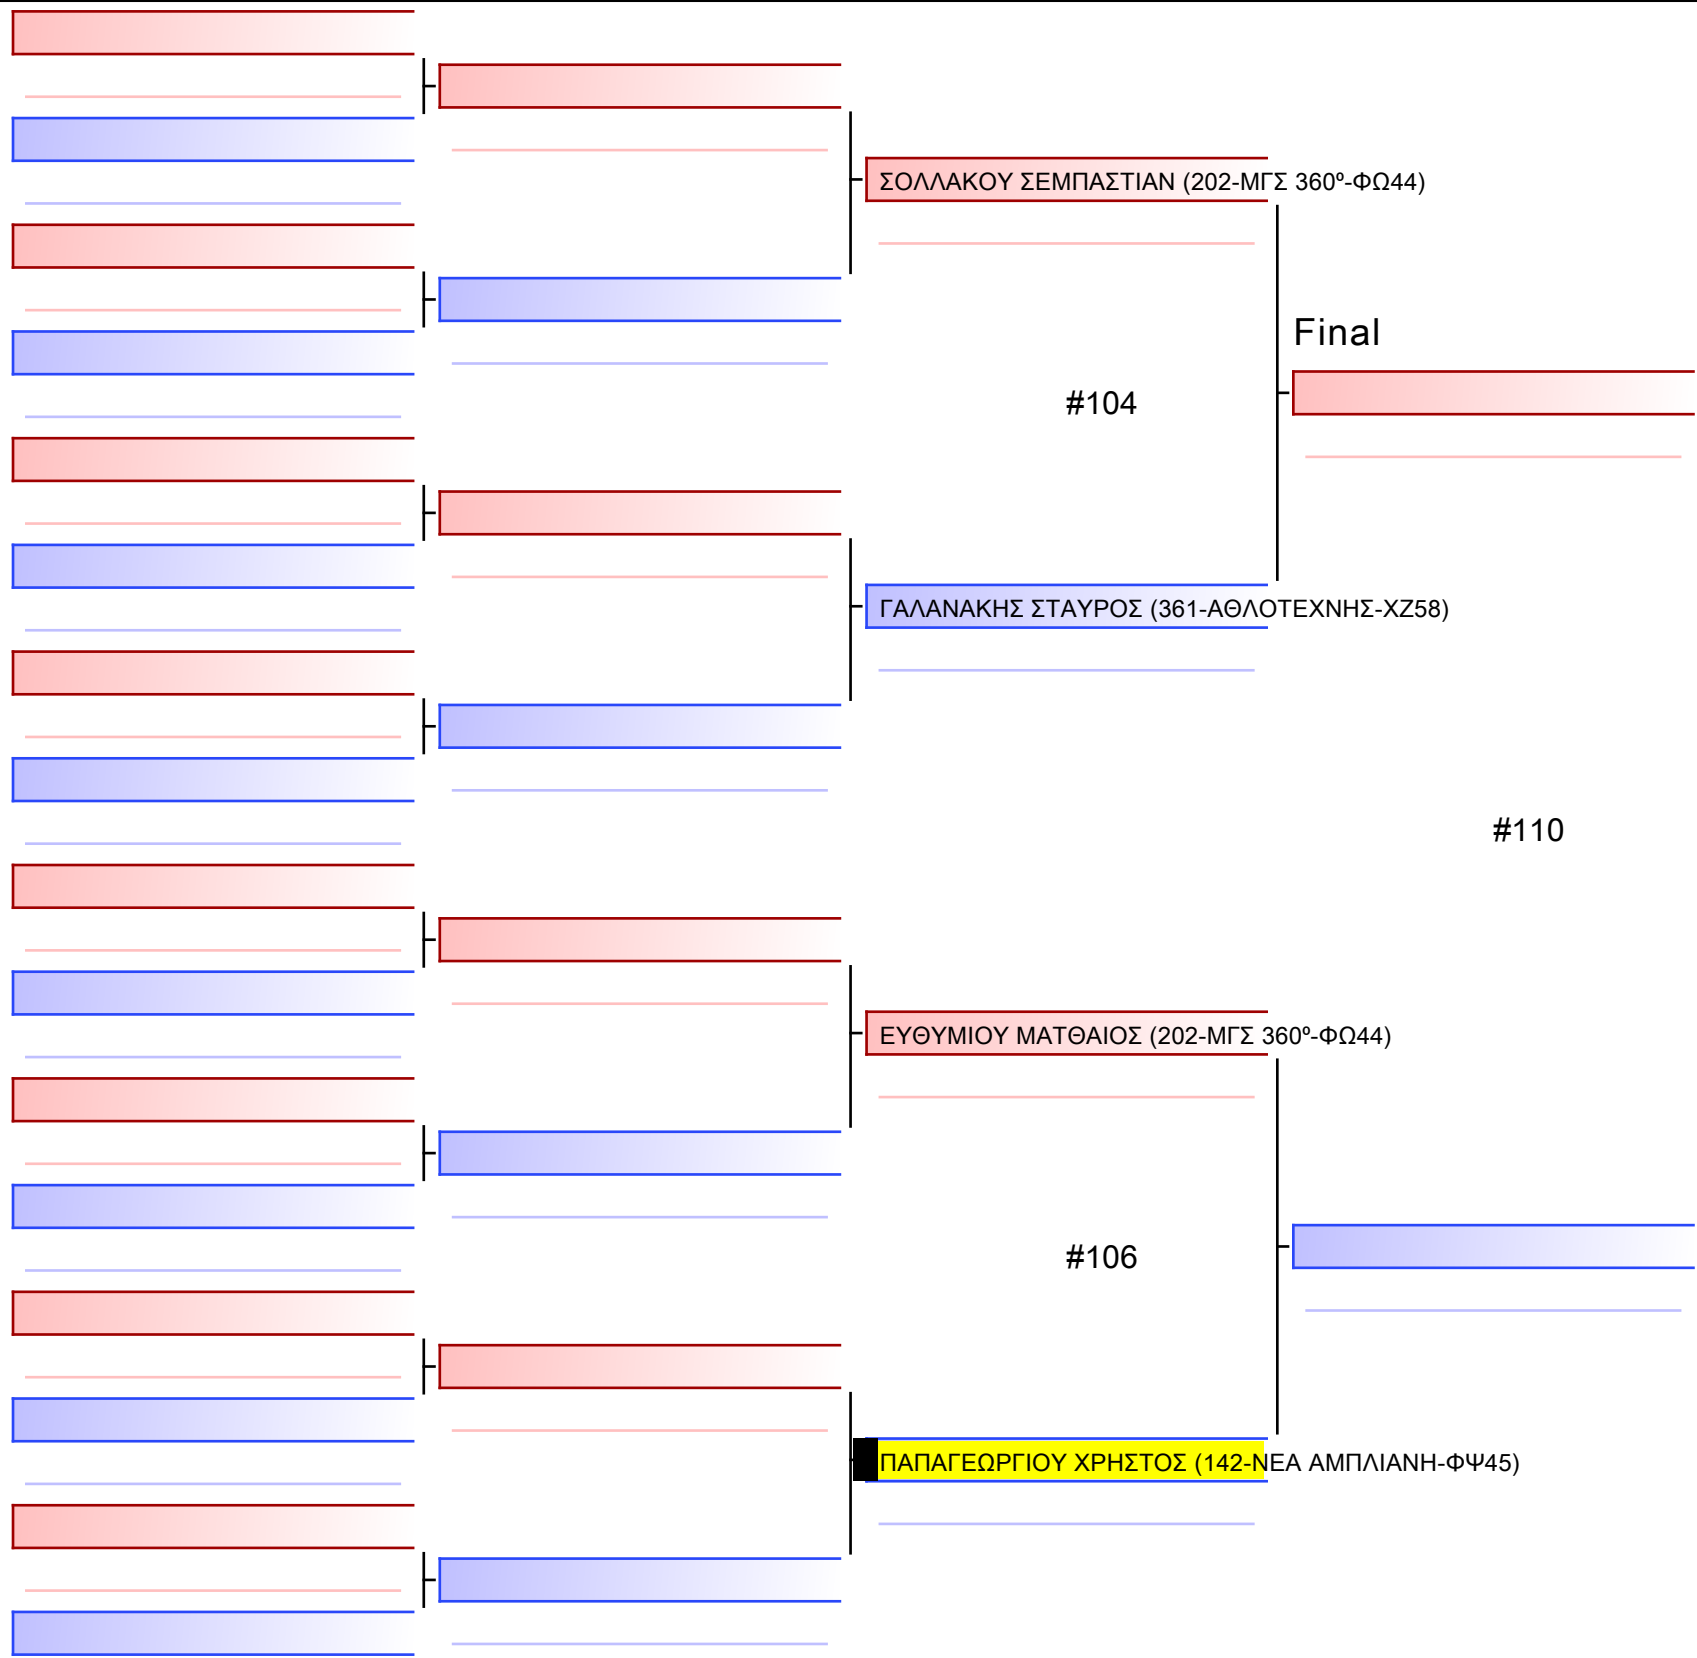 ΣΟΛΛΑΚΟΥ ΣΕΜΠΑΣΤΙΑΝ (202-ΜΓΣ 360º-ΦΩ44)
Final
#104
ΓΑΛΑΝΑΚΗΣ ΣΤΑΥΡΟΣ (361-ΑΘΛΟΤΕΧΝΗΣ-ΧΖ58)
#110
ΕΥΘΥΜΙΟΥ ΜΑΤΘΑΙΟΣ (202-ΜΓΣ 360º-ΦΩ44)
#106
ΠΑΠΑΓΕΩΡΓΙΟΥ ΧΡΗΣΤΟΣ (142-ΝΕΑ ΑΜΠΛΙΑΝΗ-ΦΨ45)